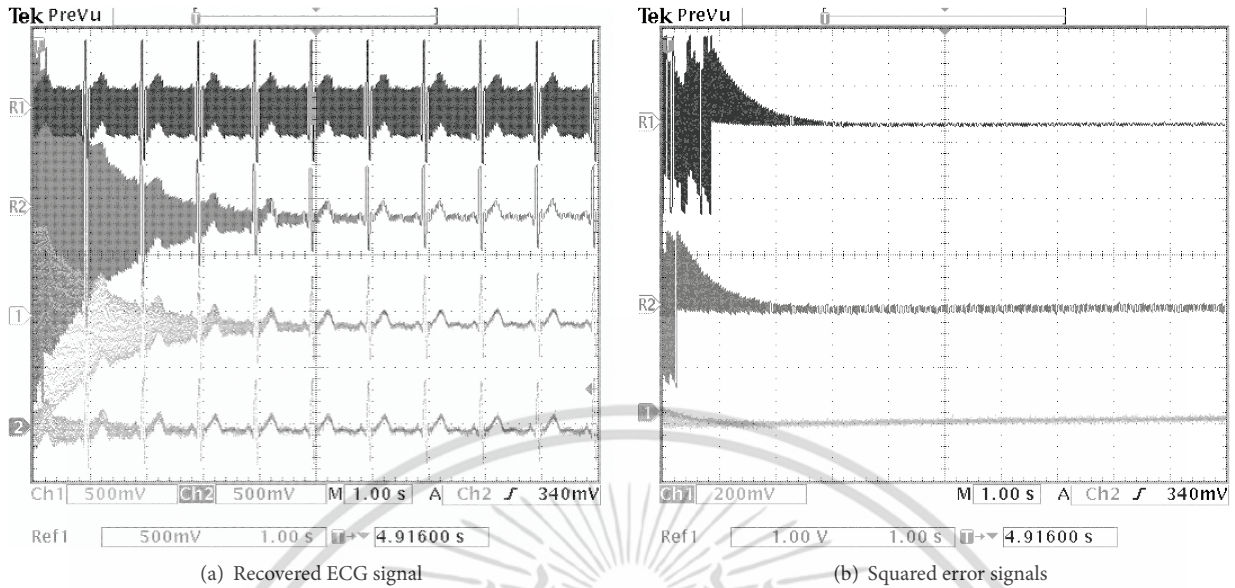 Tek PreVu
T
R1
R2
1
2
Ch1 500mV Ch2 500mV M 1.00 s A Ch2 340mV
Ref1 500mV 1.00 s T 4.91600 s
(a) Recovered ECG signal
Tek PreVu
T
R1
R2
1
Ch1 200mV M 1.00 s A Ch2 340mV
Ref1 1.00 V 1.00 s T 4.91600 s
(b) Squared error signals